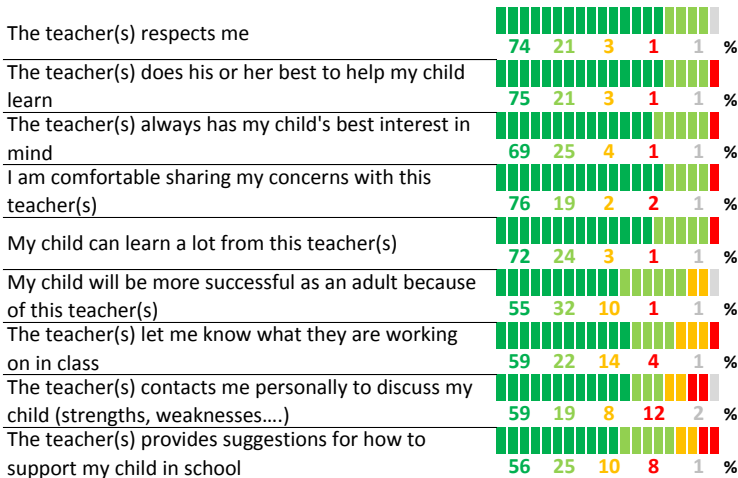 The teacher(s) respects me
74 21 3 1 1 %
The teacher(s) does his or her best to help my child
learn
75 21 3 1 1 %
The teacher(s) always has my child's best interest in
mind
69 25 4 1 1 %
I am comfortable sharing my concerns with this
teacher(s)
76 19 2 2 1 %
My child can learn a lot from this teacher(s)
72 24 3 1 1 %
My child will be more successful as an adult because
of this teacher(s)
55 32 10 1 1 %
The teacher(s) let me know what they are working
on in class
59 22 14 4 1 %
The teacher(s) contacts me personally to discuss my
child (strengths, weaknesses....)
59 19 8 12 2 %
The teacher(s) provides suggestions for how to
support my child in school
56 25 10 8 1 %